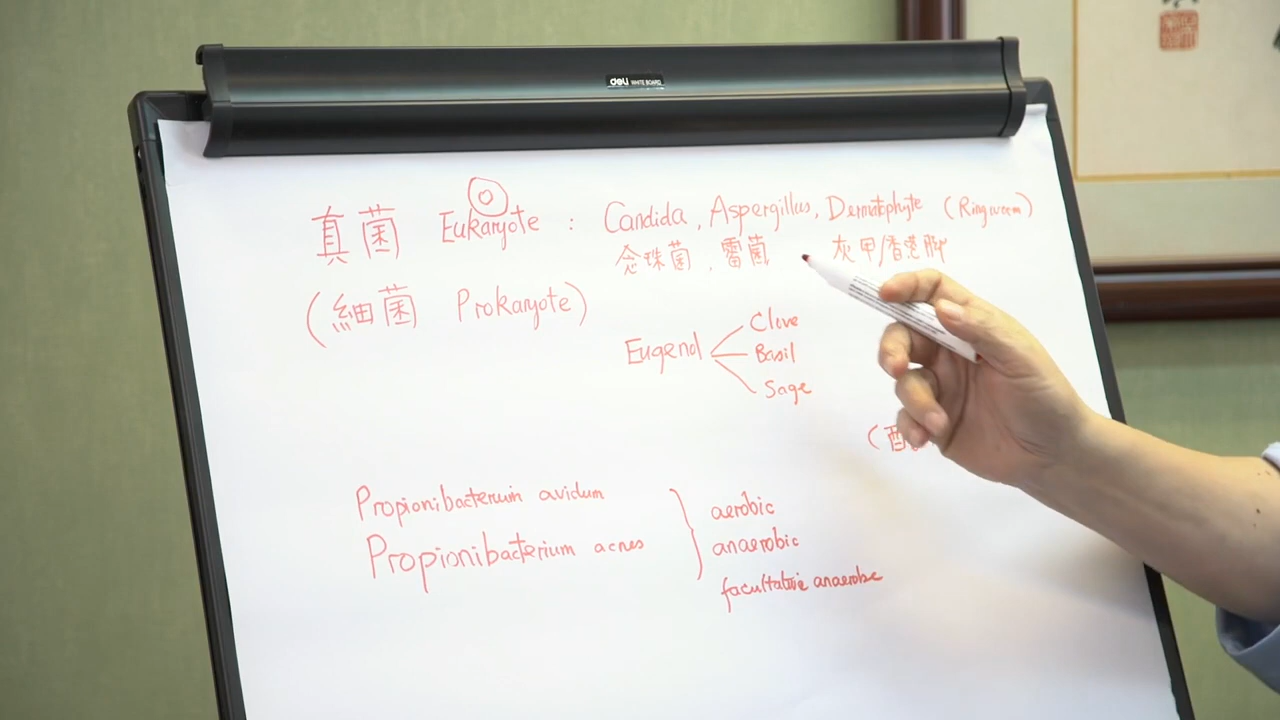 deli WHITE BOARD
真菌 Eukaryote : Candida, Aspergillus, Dermatophyte (Ringworm)
念珠菌 , 霉菌 灰甲/香港脚
(細菌 Prokaryote)
Eugenol
Clove
Basil
Sage
(酉
Propionibacterium avidum
Propionibacterium acnes
aerobic
anaerobic
facultative anaerobe